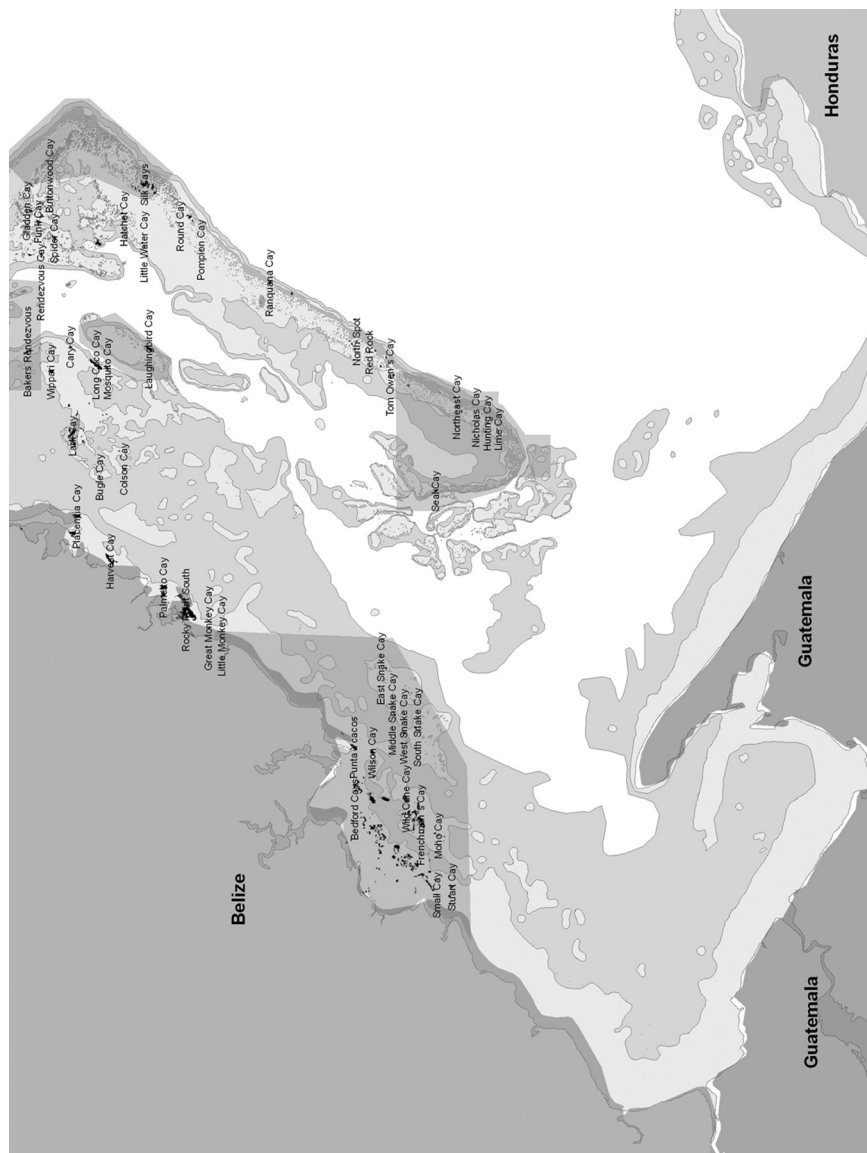 Bakers Rendezvous
Gladden Cay
Rendezvous Cay
Funk Cay
Buttonwood Cay
Wippari Cay
Spider Cay
Lark Cay
Cary Cay
Placentia Cay
Bugle Cay
Long Coco Cay
Mosquito Cay
Harvest Cay
Colson Cay
Hatchet Cay
Laughingbird Cay
Little Water Cay
Silk Cays
Palmetto Cay
Rocky Point South
Round Cay
Pompion Cay
Great Monkey Cay
Little Monkey Cay
Belize
Ranguana Cay
Bedford Cays
Punta Ycacos
North Spot
Red Rock
Wilson Cay
East Snake Cay
Tom Owen's Cay
Middle Snake Cay
Wild Cane Cay
West Snake Cay
Frenchman's Cay
South Snake Cay
Small Cay
Moho Cay
Seal Cay
Stuart Cay
Northeast Cay
Nicholas Cay
Hunting Cay
Lime Cay
Guatemala
Guatemala
Honduras